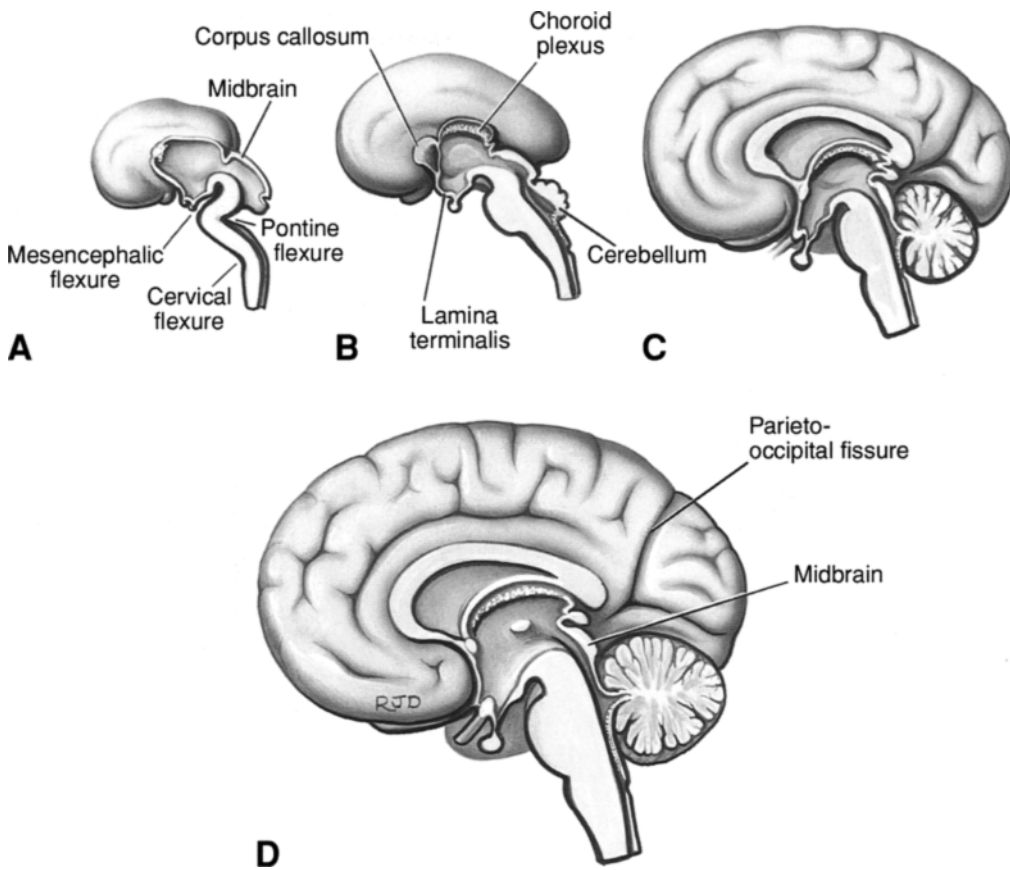 Corpus callosum
Midbrain
Mesencephalic
flexure
Pontine
flexure
Cervical
flexure
A
Choroid
plexus
Cerebellum
Lamina
terminalis
B
C
Parieto-
occipital fissure
Midbrain
RJD
D